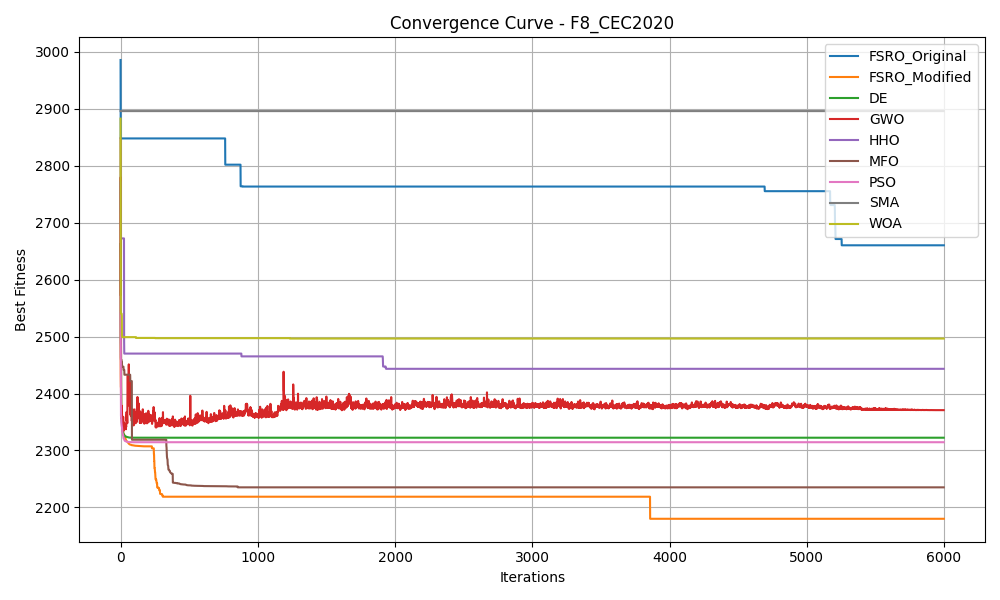 Convergence Curve - F8_CEC2020
Best Fitness
3000
2900
2800
2700
2600
2500
2400
2300
2200
FSRO_Original
FSRO_Modified
DE
GWO
HHO
MFO
PSO
SMA
WOA
0 1000 2000 3000 4000 5000 6000
Iterations